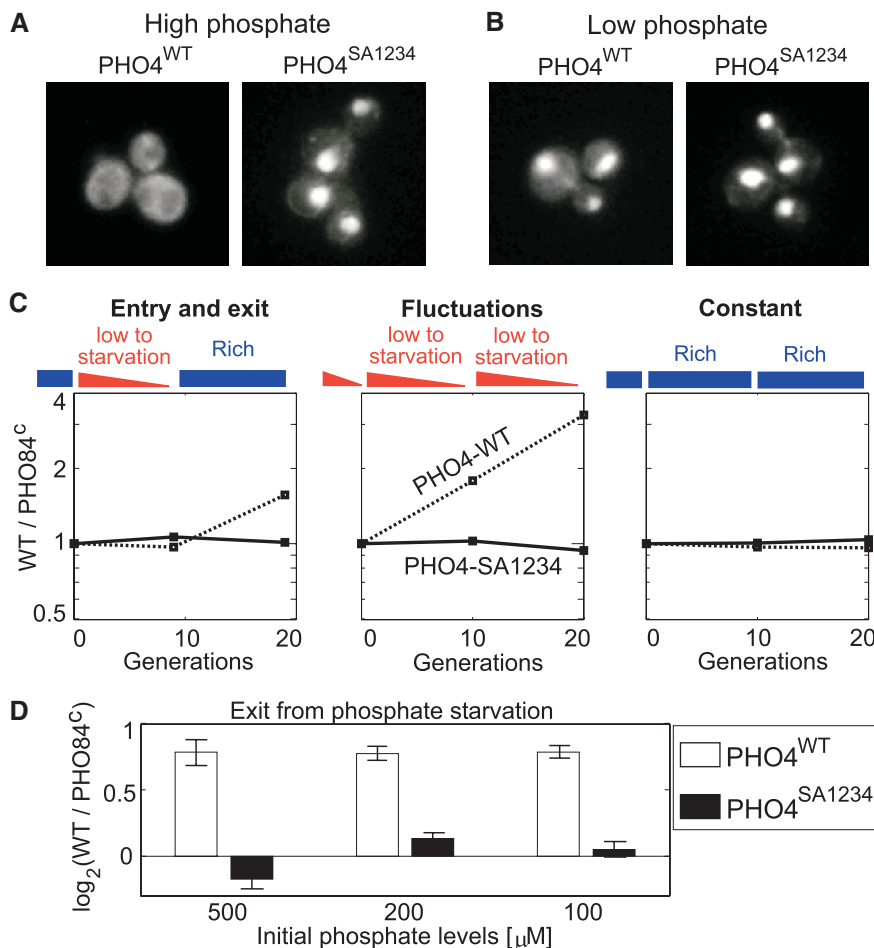 A
High phosphate
PHO4^WT
PHO4^SA1234
B
Low phosphate
PHO4^WT
PHO4^SA1234
C
Entry and exit
low to
starvation
Rich
Fluctuations
low to
starvation
low to
starvation
Constant
Rich
Rich
WT / PHO84^c
4
2
1
0.5
PHO4-WT
PHO4-SA1234
0 10 20
Generations
0 10 20
Generations
0 10 20
Generations
D
Exit from phosphate starvation
log₂(WT / PHO84^c)
1
0.5
0
500 200 100
Initial phosphate levels [μM]
PHO4^WT
PHO4^SA1234